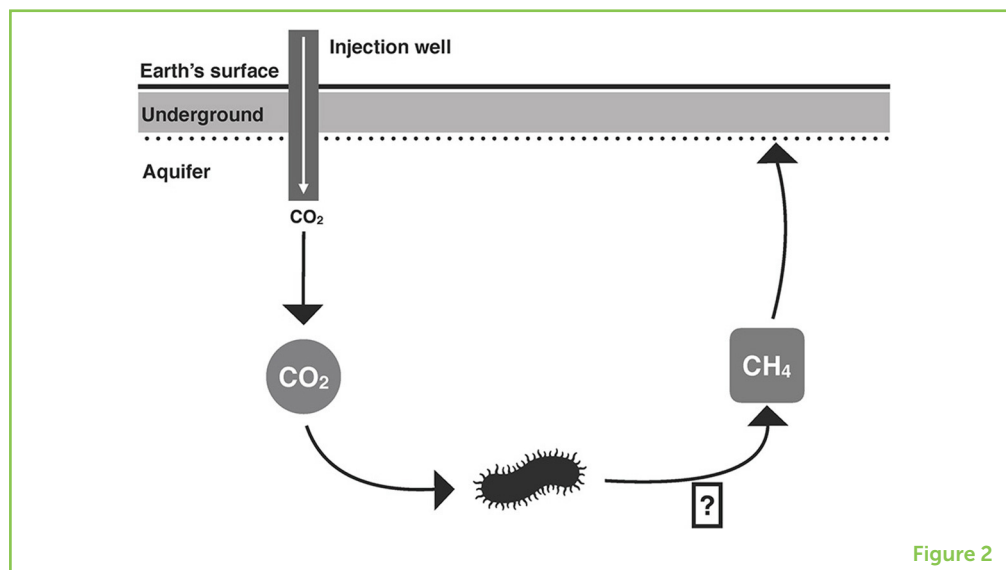 Injection well
Earth's surface
Underground
Aquifer
CO₂
CO₂
CH₄
?
Figure 2